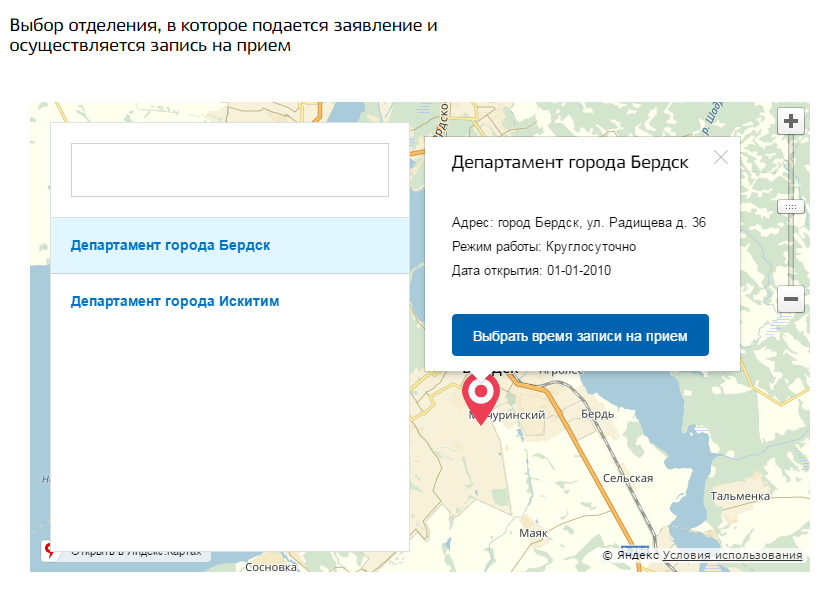 Выбор отделения, в которое подается заявление и
осуществляется запись на прием
Департамент города Бердск
Департамент города Искитим
Департамент города Бердск
Адрес: город Бердск, ул. Радищева д. 36
Режим работы: Круглосуточно
Дата открытия: 01-01-2010
Выбрать время записи на прием
Бердь
Сельская
Тальменка
Маяк
Сосновка
Открыть в Яндекс.Картах
© Яндекс Условия использования